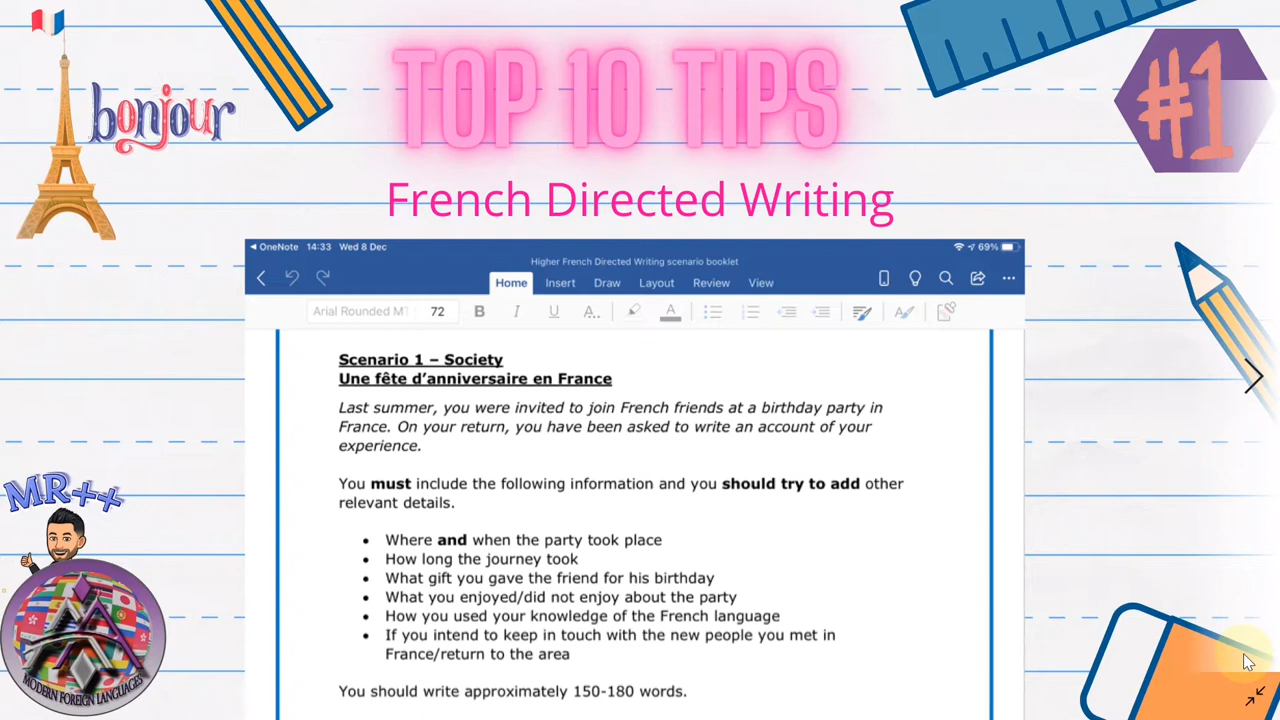 bonjour
TOP 10 TIPS
#1
French Directed Writing
OneNote 14:33 Wed 8 Dec
69%
Higher French Directed Writing scenario booklet
Home Insert Draw Layout Review View
Arial Rounded MT 72 B I U A..
Scenario 1 – Society
Une fête d’anniversaire en France
Last summer, you were invited to join French friends at a birthday party in
France. On your return, you have been asked to write an account of your
experience.
You must include the following information and you should try to add other
relevant details.
• Where and when the party took place
• How long the journey took
• What gift you gave the friend for his birthday
• What you enjoyed/did not enjoy about the party
• How you used your knowledge of the French language
• If you intend to keep in touch with the new people you met in
France/return to the area
You should write approximately 150-180 words.
MR++
MODERN FOREIGN LANGUAGES